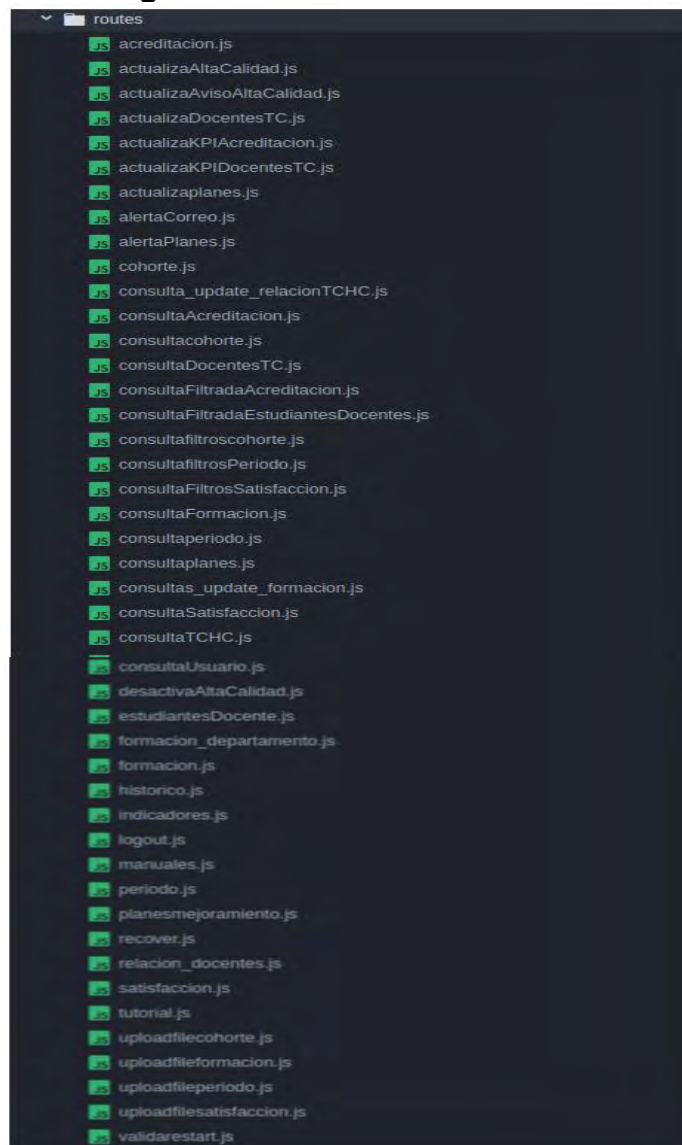 routes
acreditacion.js
actualizaAltaCalidad.js
actualizaAvisoAltaCalidad.js
actualizaDocentesTC.js
actualizaKPIAcreditacion.js
actualizaKPIDocentesTC.js
actualizaplanes.js
alertaCorreo.js
alertaPlanes.js
cohorte.js
consulta_update_relacionTCHC.js
consultaAcreditacion.js
consultacohorte.js
consultaDocentesTC.js
consultaFiltradaAcreditacion.js
consultaFiltradaEstudiantesDocentes.js
consultafiltroscohorte.js
consultafiltrosPeriodo.js
consultaFiltrosSatisfaccion.js
consultaFormacion.js
consultaperiodo.js
consultaplanes.js
consultas_update_formacion.js
consultaSatisfaccion.js
consultaTCHC.js
consultaUsuario.js
desactivaAltaCalidad.js
estudiantesDocente.js
formacion_departamento.js
formacion.js
historico.js
indicadores.js
logout.js
manuales.js
periodo.js
planesmejoramiento.js
recover.js
relacion_docentes.js
satisfaccion.js
tutorial.js
uploadfilecohorte.js
uploadfileformacion.js
uploadfileperiodo.js
uploadfilesatisfaccion.js
validarestart.js